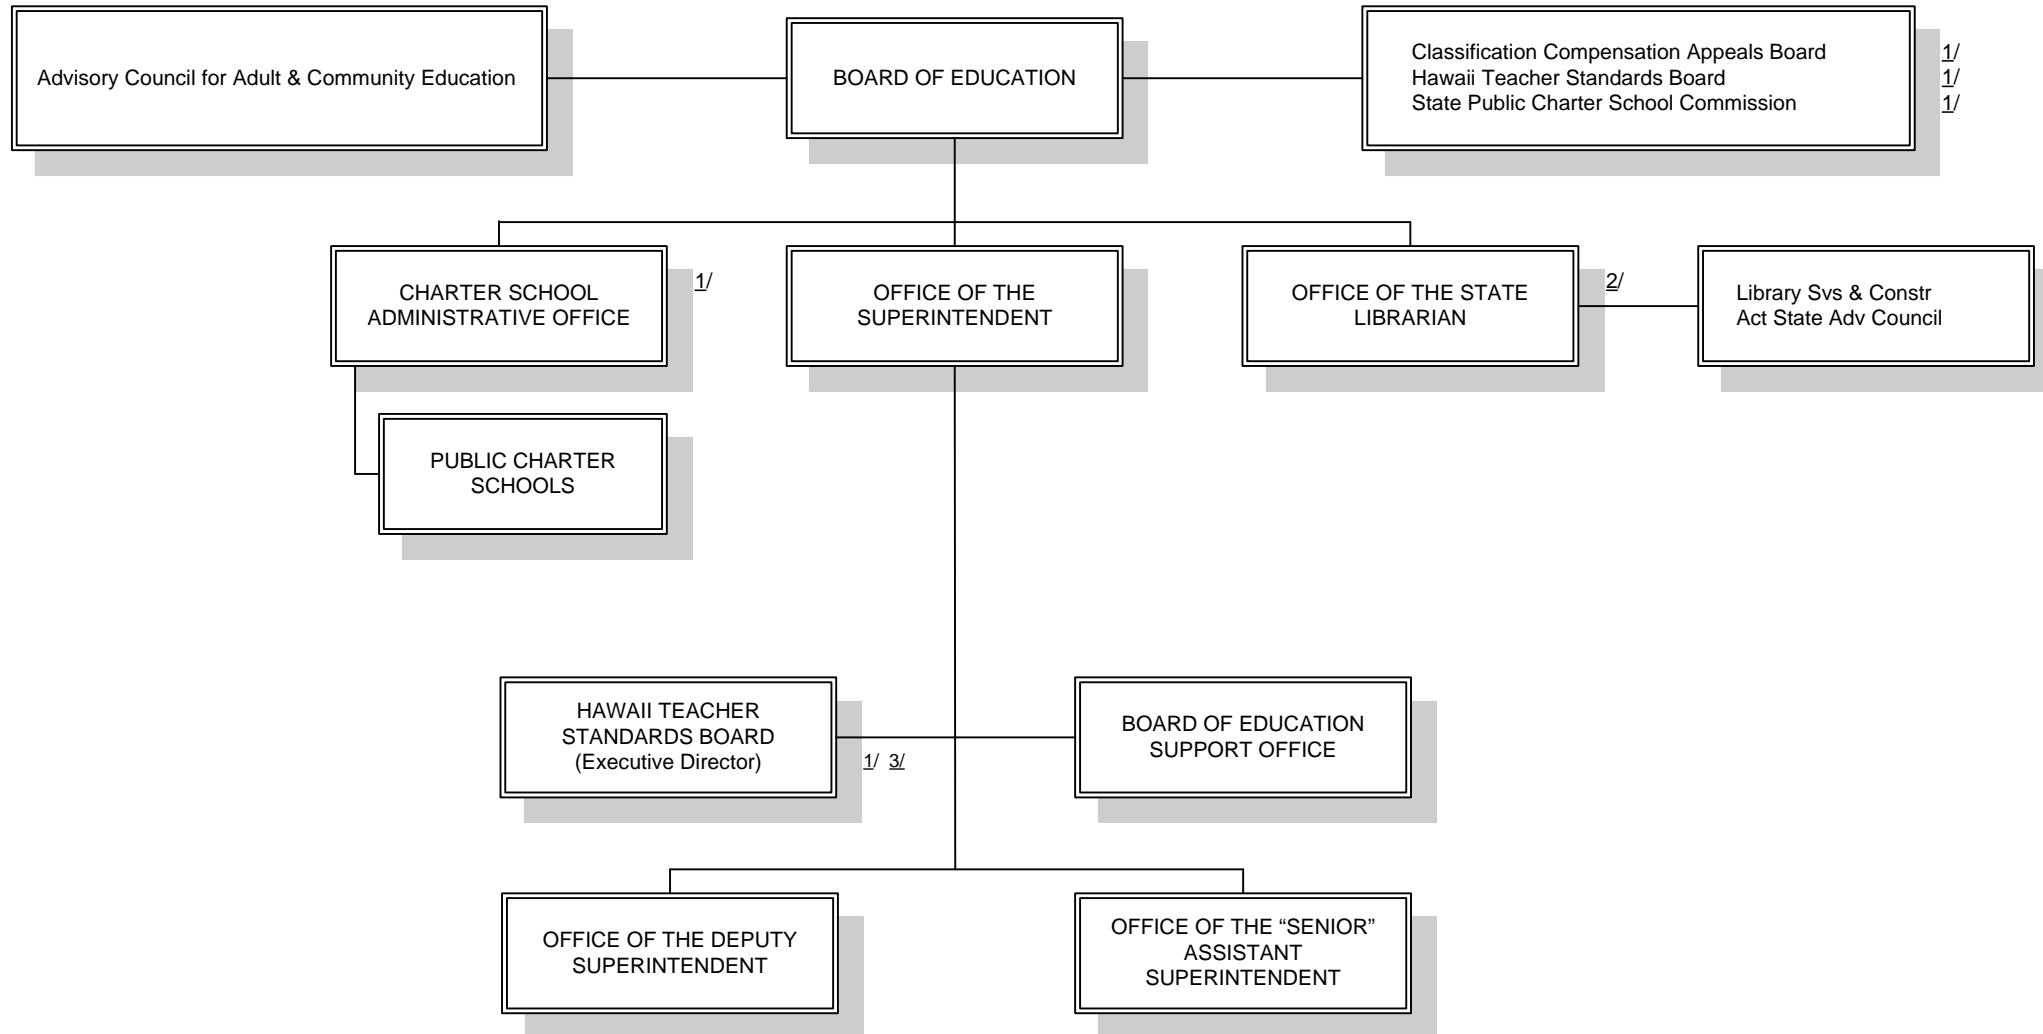 Advisory Council for Adult & Community Education
BOARD OF EDUCATION
Classification Compensation Appeals Board 1/
Hawaii Teacher Standards Board 1/
State Public Charter School Commission 1/
CHARTER SCHOOL
ADMINISTRATIVE OFFICE
1/
OFFICE OF THE
SUPERINTENDENT
OFFICE OF THE STATE
LIBRARIAN
2/
Library Svs & Constr
Act State Adv Council
PUBLIC CHARTER
SCHOOLS
HAWAII TEACHER
STANDARDS BOARD
(Executive Director)
1/ 3/
BOARD OF EDUCATION
SUPPORT OFFICE
OFFICE OF THE DEPUTY
SUPERINTENDENT
OFFICE OF THE “SENIOR”
ASSISTANT
SUPERINTENDENT